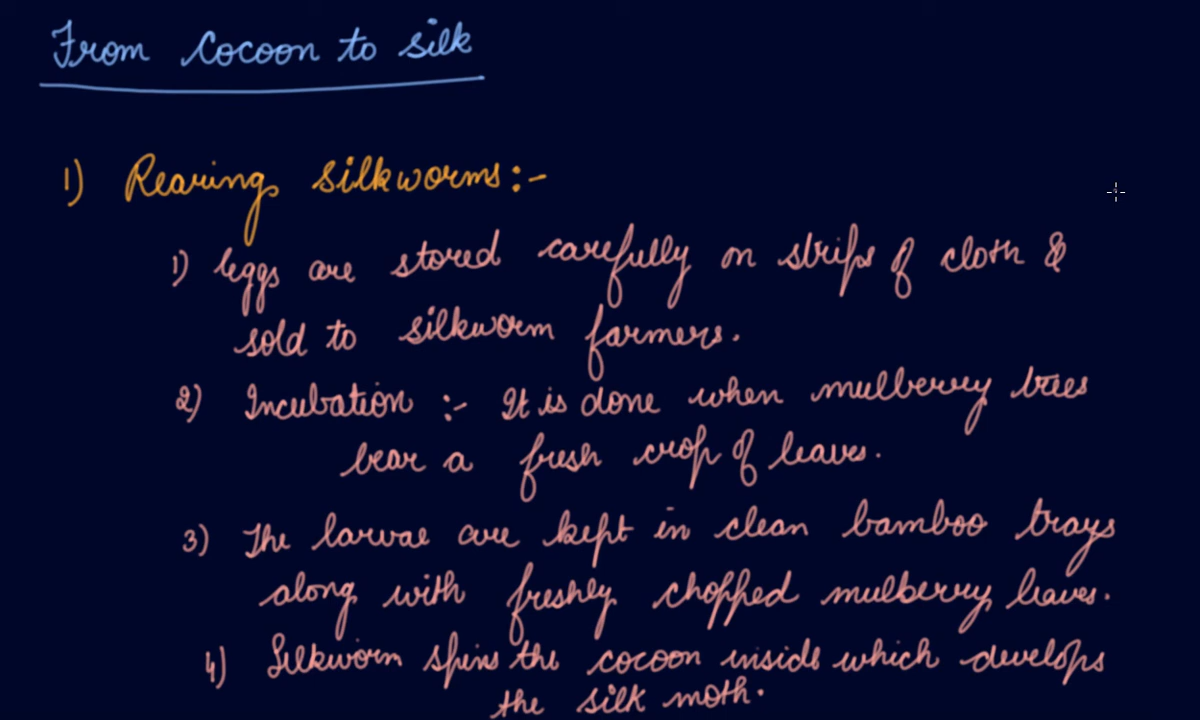 From Cocoon to silk
1) Rearing silkworms:-
1) Eggs are stored carefully on strips of cloth &
sold to silkworm farmers.
2) Incubation :- It is done when mulberry trees
bear a fresh crop of leaves.
3) The larvae are kept in clean bamboo trays
along with freshly chopped mulberry leaves.
4) Silkworm spins the cocoon inside which develops
the silk moth.